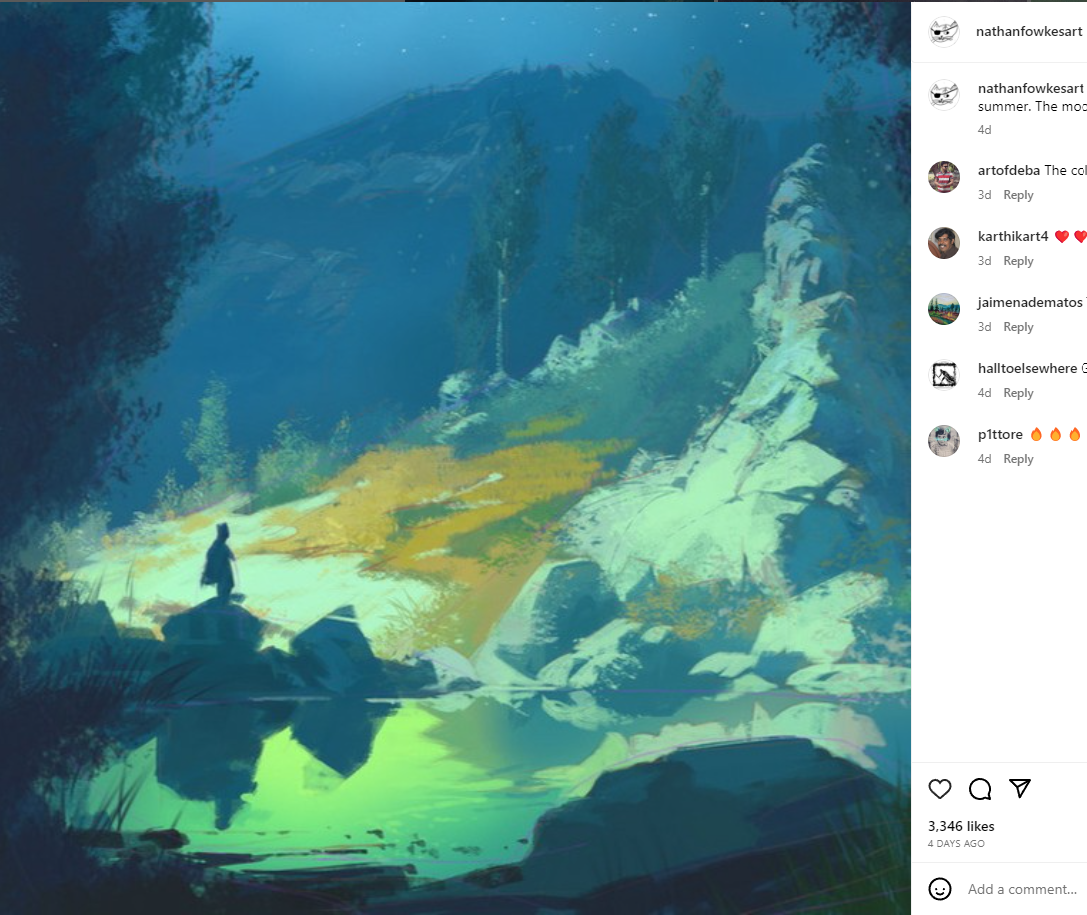 nathanfowkesart
nathanfowkesart
summer. The moo
4d
artofdeba The col
3d Reply
karthikart4 ❤️ ❤️
3d Reply
jaimenadematos
3d Reply
halltoelsewhere G
4d Reply
p1ttore 🔥 🔥 🔥
4d Reply
3,346 likes
4 DAYS AGO
Add a comment...